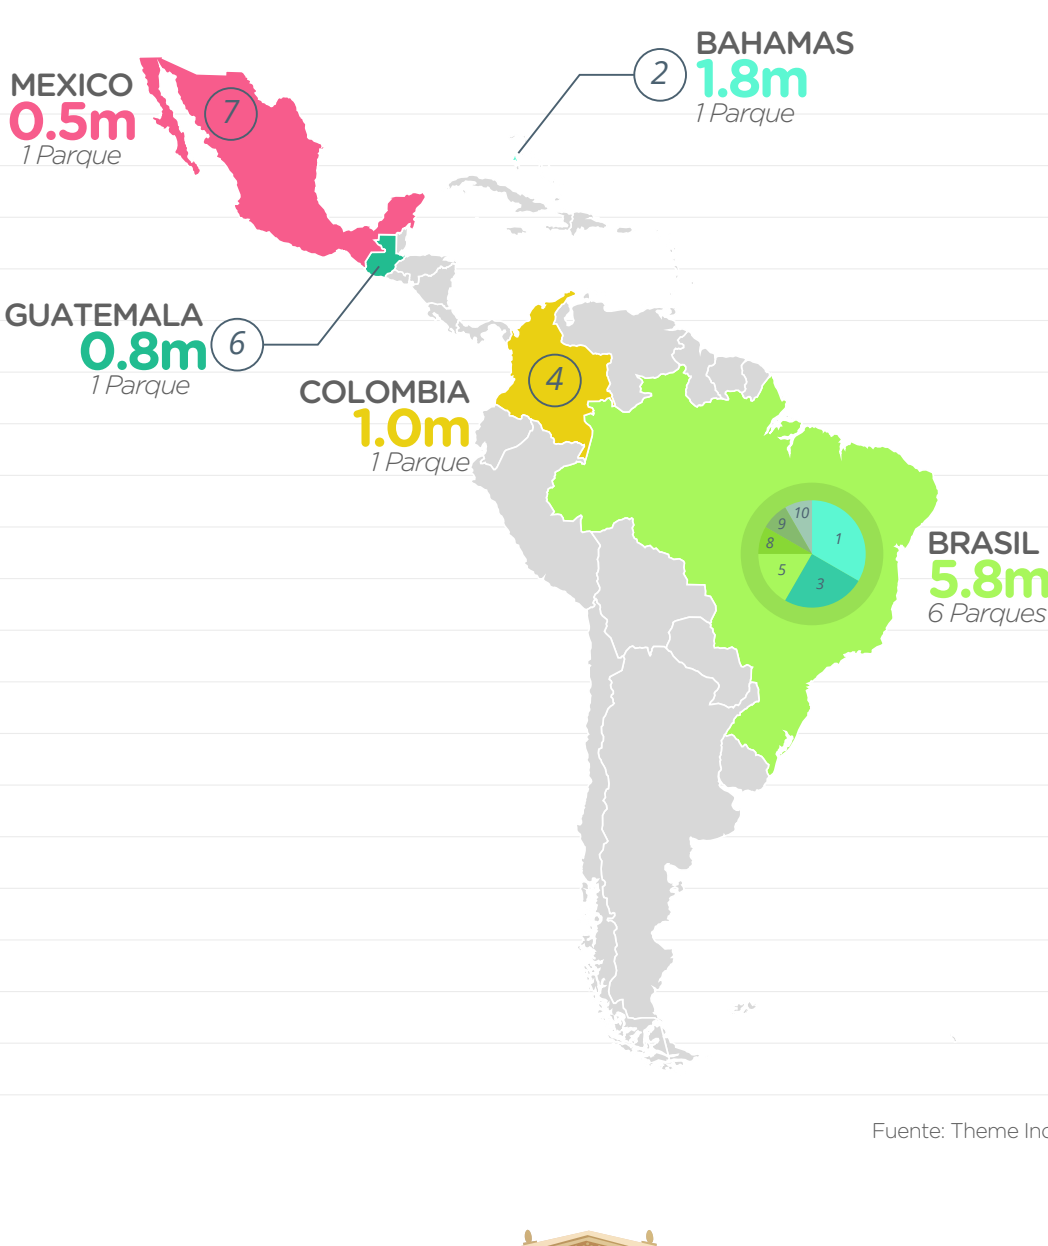 BAHAMAS
2
1.8m
1 Parque
MEXICO
0.5m
1 Parque
7
GUATEMALA
0.8m
1 Parque
6
COLOMBIA
1.0m
1 Parque
4
10
9
1
8
5
3
BRASIL
5.8m
6 Parques
Fuente: Theme